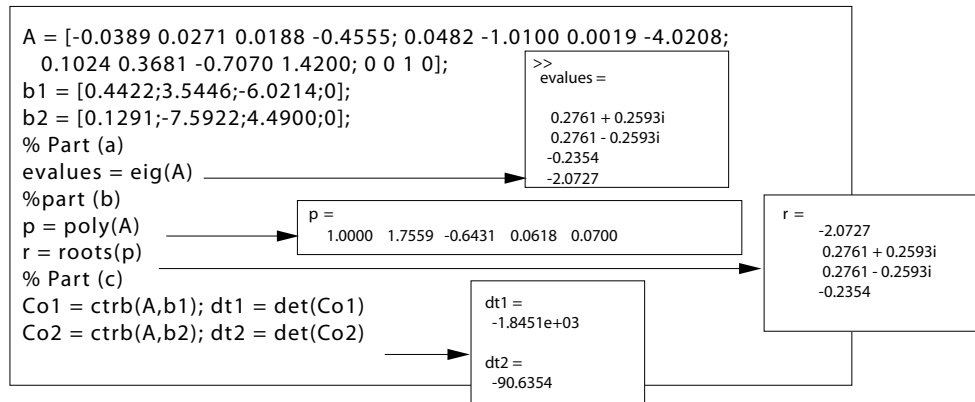 A = [-0.0389 0.0271 0.0188 -0.4555; 0.0482 -1.0100 0.0019 -4.0208;
0.1024 0.3681 -0.7070 1.4200; 0 0 1 0];
b1 = [0.4422;3.5446;-6.0214;0];
b2 = [0.1291;-7.5922;4.4900;0];
% Part (a)
evalues = eig(A)
>>
evalues =
0.2761 + 0.2593i
0.2761 - 0.2593i
-0.2354
-2.0727
%part (b)
p = poly(A)
r = roots(p)
p =
1.0000 1.7559 -0.6431 0.0618 0.0700
r =
-2.0727
0.2761 + 0.2593i
0.2761 - 0.2593i
-0.2354
% Part (c)
Co1 = ctrb(A,b1); dt1 = det(Co1)
Co2 = ctrb(A,b2); dt2 = det(Co2)
dt1 =
-1.8451e+03
dt2 =
-90.6354